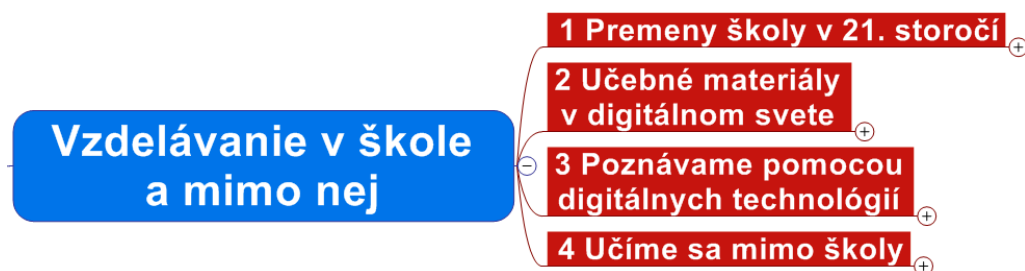 Vzdelávanie v škole
a mimo nej
1 Premeny školy v 21. storočí
2 Učebné materiály
v digitálnom svete
3 Poznávame pomocou
digitálnych technológií
4 Učíme sa mimo školy